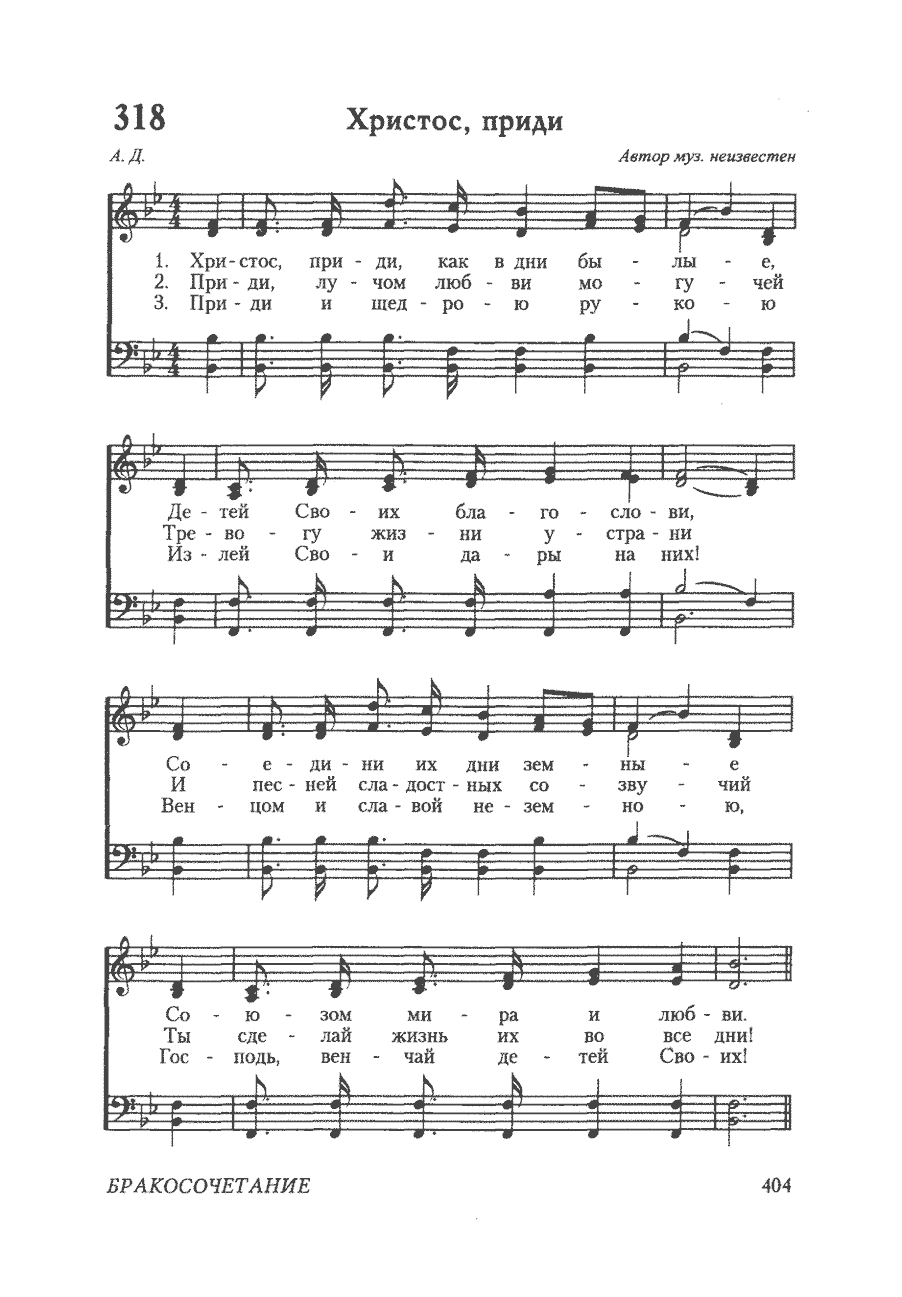 318 Христос, приди
А. Д. Автор муз. неизвестен
1. Хри-стос, при - ди, как в дни бы - лы - е,
2. При - ди, лу - чом люб - ви мо - гу - чей
3. При - ди и щед - ро - ю ру - ко - ю
Де - тей Сво - их бла - го - сло - ви,
Тре - во - гу жиз - ни у - стра - ни
Из - лей Сво - и да - ры на них!
Со - е - ди - ни их дни зем - ны - е
И пес - ней сла - дост - ных со - зву - чий
Вен - цом и сла - вой не - зем - но - ю,
Со - ю - зом ми - ра и люб - ви.
Ты сде - лай жизнь их во все дни!
Гос - подь, вен - чай де - тей Сво - их!
БРАКОСОЧЕТАНИЕ 404